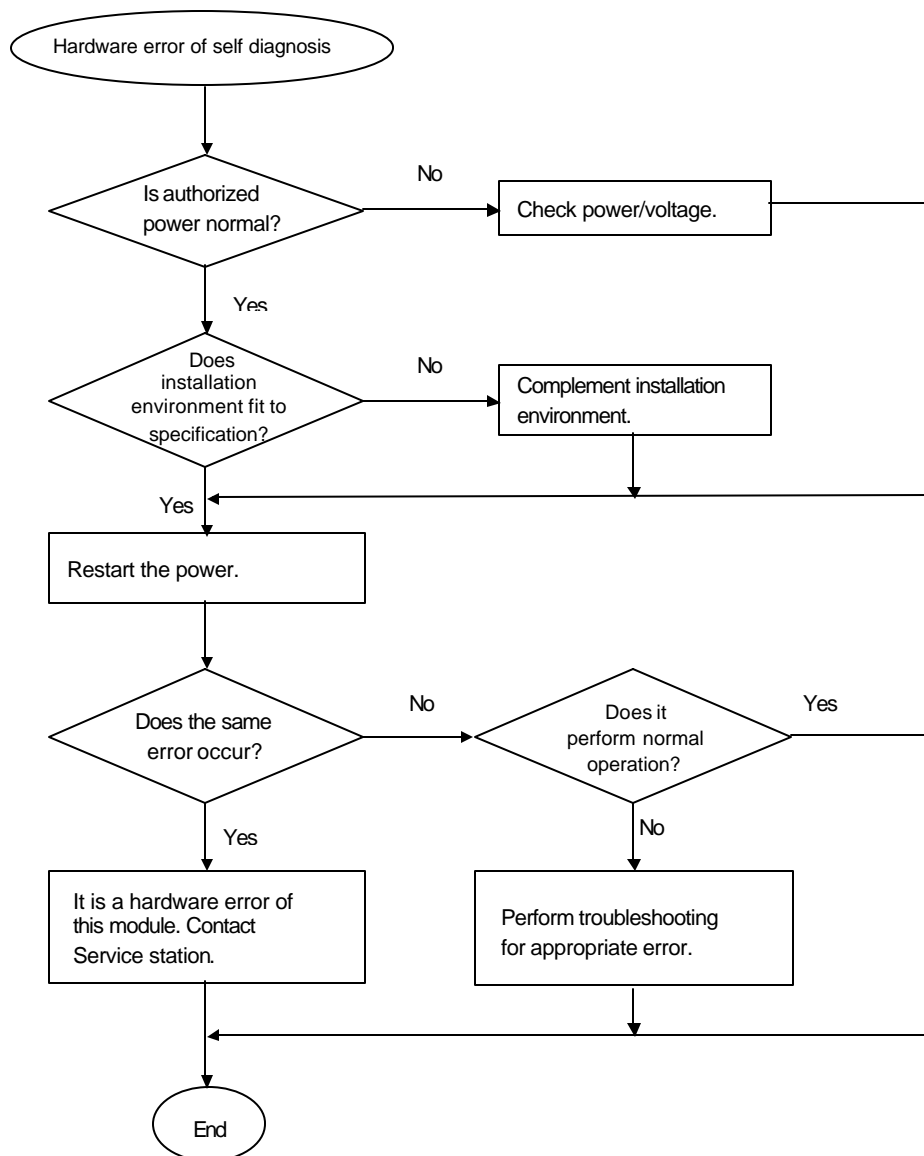 Hardware error of self diagnosis
Is authorized
power normal?
No
Check power/voltage.
Yes
Does
installation
environment fit to
specification?
No
Complement installation
environment.
Yes
Restart the power.
Does the same
error occur?
No
Does it
perform normal
operation?
Yes
Yes
No
It is a hardware error of
this module. Contact
Service station.
Perform troubleshooting
for appropriate error.
End